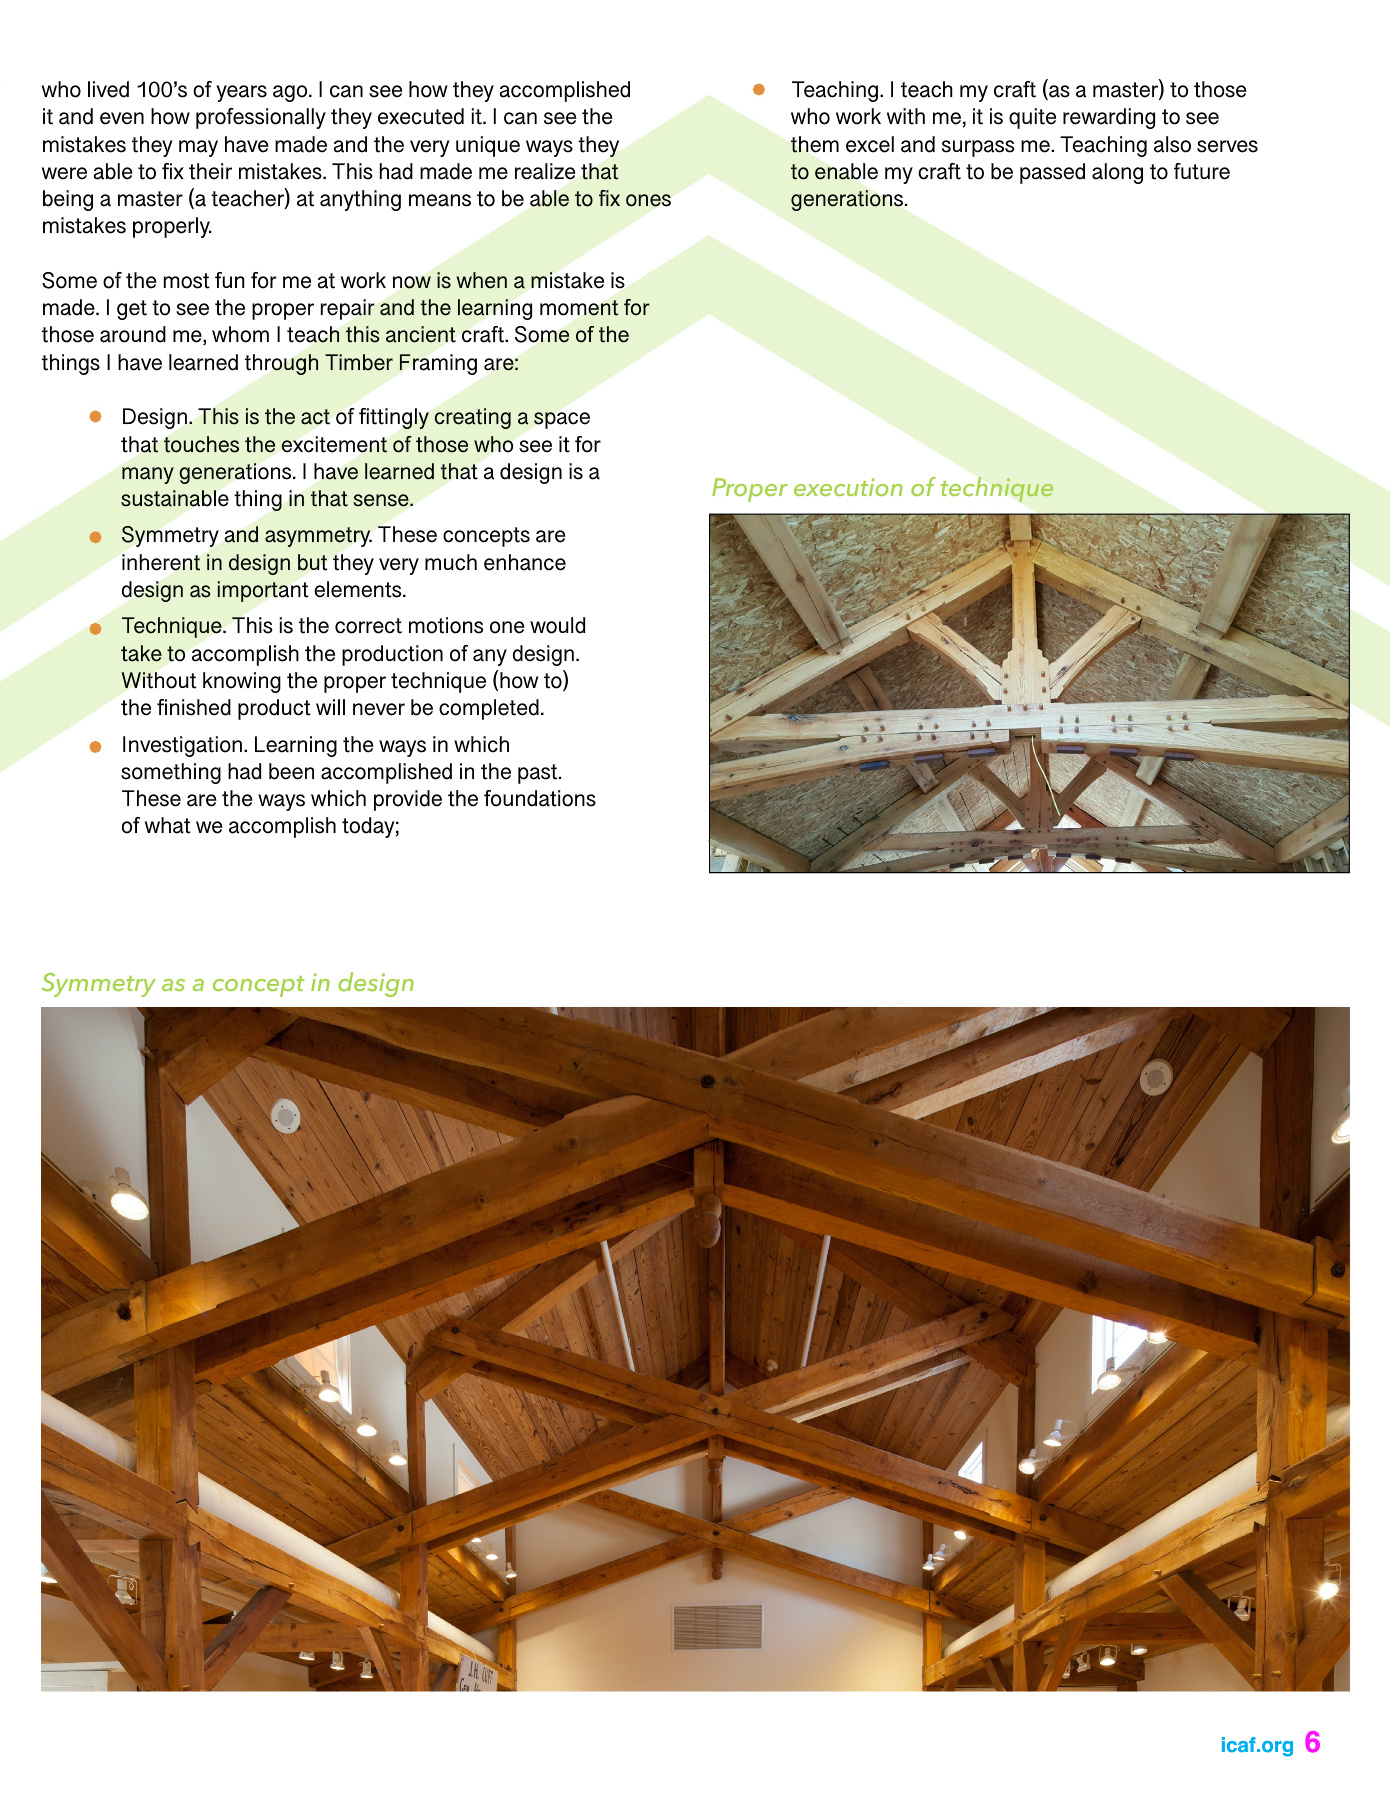 who lived 100's of years ago. I can see how they accomplished
it and even how professionally they executed it. I can see the
mistakes they may have made and the very unique ways they
were able to fix their mistakes. This had made me realize that
being a master (a teacher) at anything means to be able to fix ones
mistakes properly.
Some of the most fun for me at work now is when a mistake is
made. I get to see the proper repair and the learning moment for
those around me, whom I teach this ancient craft. Some of the
things I have learned through Timber Framing are:
Design. This is the act of fittingly creating a space
that touches the excitement of those who see it for
many generations. I have learned that a design is a
sustainable thing in that sense.
Symmetry and asymmetry. These concepts are
inherent in design but they very much enhance
design as important elements.
Technique. This is the correct motions one would
take to accomplish the production of any design.
Without knowing the proper technique (how to)
the finished product will never be completed.
Investigation. Learning the ways in which
something had been accomplished in the past.
These are the ways which provide the foundations
of what we accomplish today;
Teaching. I teach my craft (as a master) to those
who work with me, it is quite rewarding to see
them excel and surpass me. Teaching also serves
to enable my craft to be passed along to future
generations.
Proper execution of technique
Symmetry as a concept in design
icaf.org 6